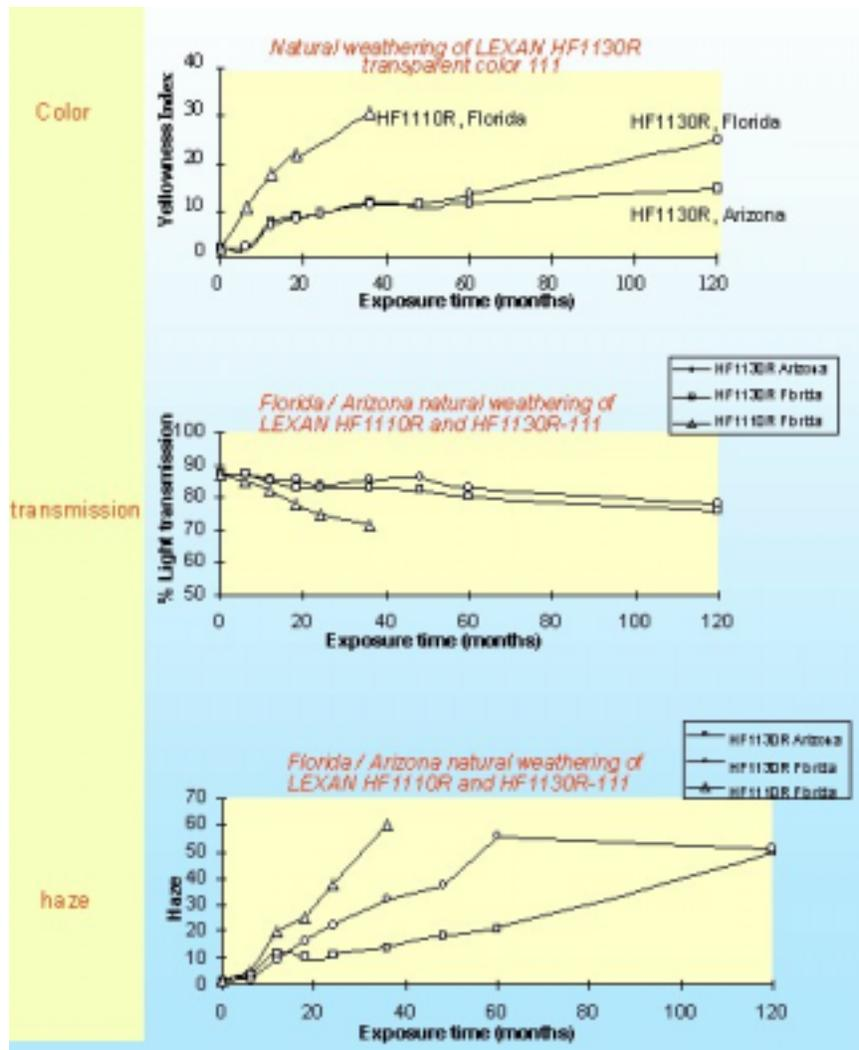 Natural weathering of LEXAN HF1130R
transparent color 111
Color
Yellowness Index
40
30
20
10
0
HF1110R, Florida
HF1130R, Florida
HF1130R, Arizona
0 20 40 60 80 100 120
Exposure time (months)
HF1130R Arizona
HF1130R Florida
HF1110R Florida
Florida / Arizona natural weathering of
LEXAN HF1110R and HF1130R-111
transmission
% Light transmission
100
90
80
70
60
50
0 20 40 60 80 100 120
Exposure time (months)
HF1130R Arizona
HF1130R Florida
HF1110R Florida
Florida / Arizona natural weathering of
LEXAN HF1110R and HF1130R-111
haze
Haze
70
60
50
40
30
20
10
0
0 20 40 60 80 100 120
Exposure time (months)